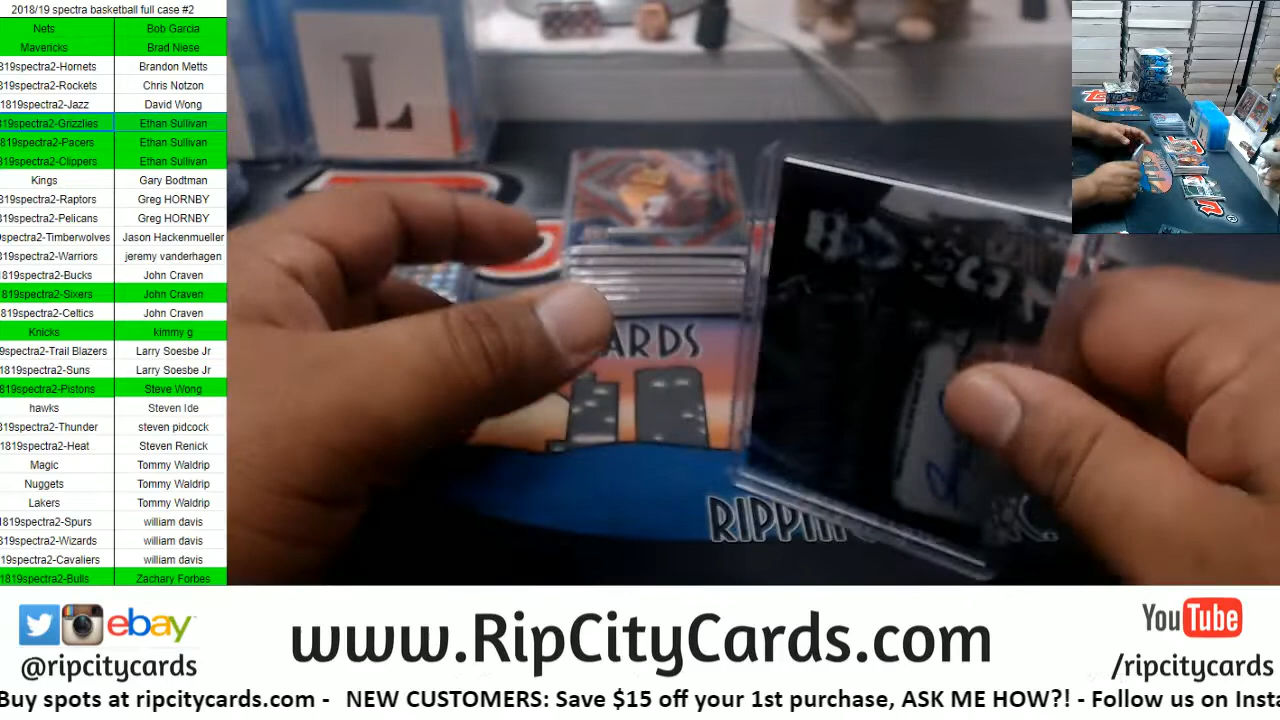 2018/19 spectra basketball full case #2
Nets Bob Garcia
Mavericks Brad Niese
819spectra2-Hornets Brandon Metts
819spectra2-Rockets Chris Notzon
1819spectra2-Jazz David Wong
819spectra2-Grizzlies Ethan Sullivan
819spectra2-Pacers Ethan Sullivan
819spectra2-Clippers Ethan Sullivan
Kings Gary Bodtman
819spectra2-Raptors Greg HORNBY
819spectra2-Pelicans Greg HORNBY
9spectra2-Timberwolves Jason Hackenmueller
819spectra2-Warriors jeremy vanderhagen
1819spectra2-Bucks John Craven
819spectra2-Sixers John Craven
1819spectra2-Celtics John Craven
Knicks kimmy g
9spectra2-Trail Blazers Larry Soesbe Jr
1819spectra2-Suns Larry Soesbe Jr
819spectra2-Pistons Steve Wong
hawks Steven Ide
819spectra2-Thunder steven pidcock
1819spectra2-Heat Steven Renick
Magic Tommy Waldrip
Nuggets Tommy Waldrip
Lakers Tommy Waldrip
1819spectra2-Spurs william davis
819spectra2-Wizards william davis
19spectra2-Cavaliers william davis
1819spectra2-Bulls Zachary Forbes
L
ARDS
ebay
@ripcitycards
www.RipCityCards.com
YouTube
/ripcitycards
Buy spots at ripcitycards.com - NEW CUSTOMERS: Save $15 off your 1st purchase, ASK ME HOW?! - Follow us on Insta